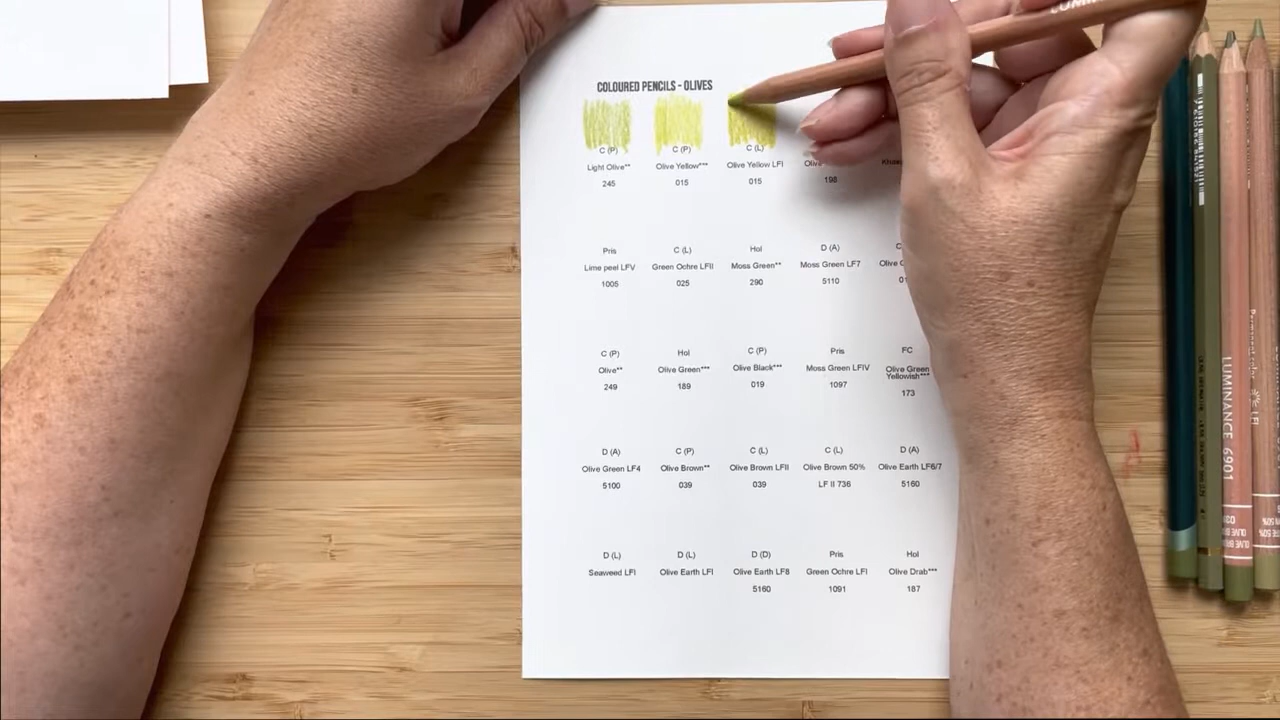 COLOURED PENCILS - OLIVES
C (P) C (P) C (L)
Light Olive** Olive Yellow*** Olive Yellow LFI
245 015 015 198
Pris C (L) Hol D (A)
Lime peel LFV Green Ochre LFII Moss Green** Moss Green LF7
1005 025 290 5110
C (P) Hol C (P) Pris FC
Olive** Olive Green*** Olive Black*** Moss Green LFIV Olive Green
Yellowish***
249 189 019 1097 173
D (A) C (P) C (L) C (L) D (A)
Olive Green LF4 Olive Brown** Olive Brown LFII Olive Brown 50% Olive Earth LF6/7
5100 039 039 LF II 736 5160
D (L) D (L) D (D) Pris Hol
Seaweed LFI Olive Earth LFI Olive Earth LF8 Green Ochre LFI Olive Drab***
5160 1091 187
LUMINANCE 6901